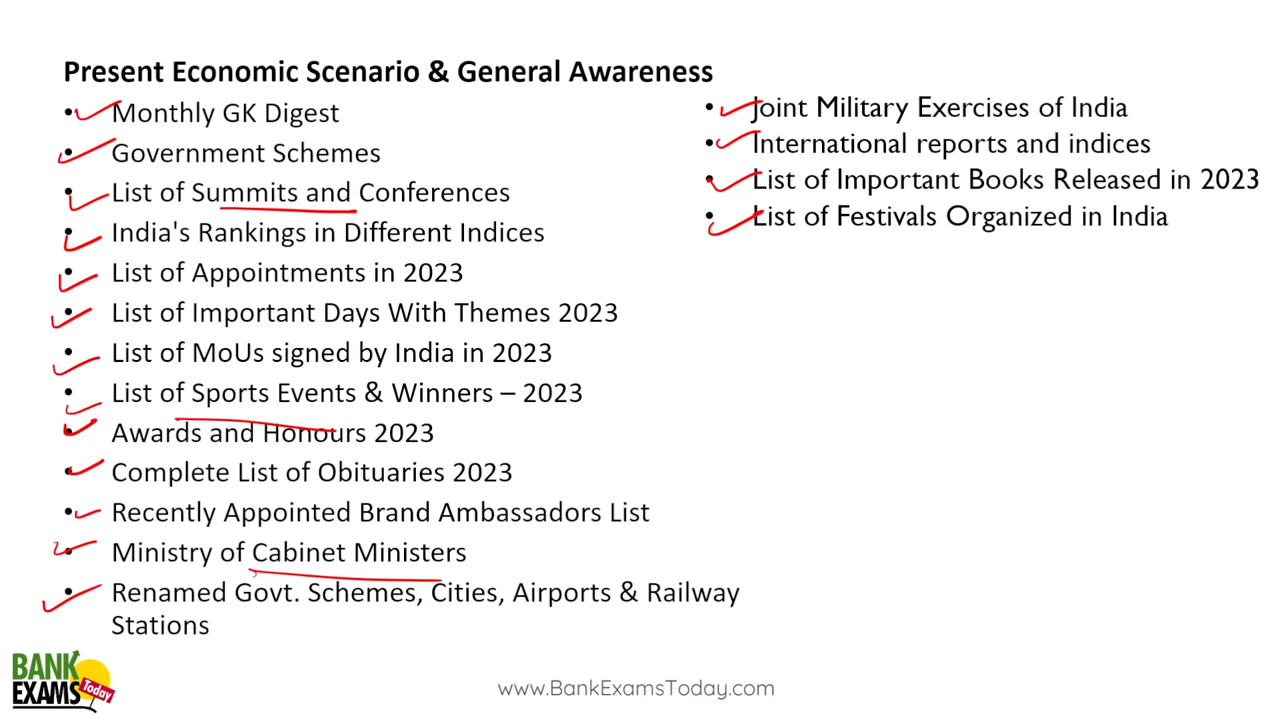 Present Economic Scenario & General Awareness
• Monthly GK Digest
• Government Schemes
• List of Summits and Conferences
• India's Rankings in Different Indices
• List of Appointments in 2023
• List of Important Days With Themes 2023
• List of MoUs signed by India in 2023
• List of Sports Events & Winners – 2023
• Awards and Honours 2023
• Complete List of Obituaries 2023
• Recently Appointed Brand Ambassadors List
• Ministry of Cabinet Ministers
• Renamed Govt. Schemes, Cities, Airports & Railway
Stations
• Joint Military Exercises of India
• International reports and indices
• List of Important Books Released in 2023
• List of Festivals Organized in India
BANK
EXAMS
Today
www.BankExamsToday.com